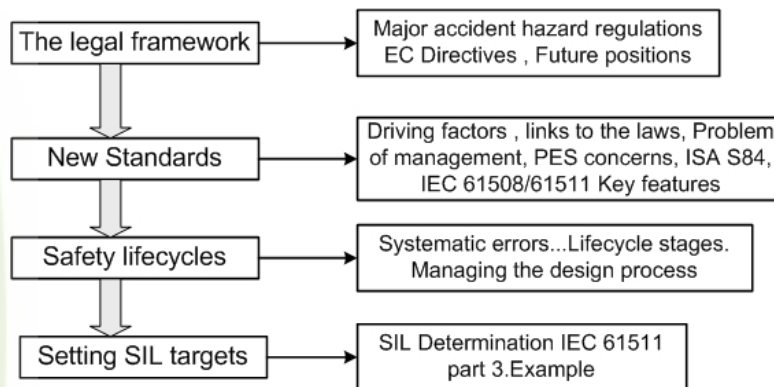 The legal framework
Major accident hazard regulations
EC Directives , Future positions
New Standards
Driving factors , links to the laws, Problem
of management, PES concerns, ISA S84,
IEC 61508/61511 Key features
Safety lifecycles
Systematic errors...Lifecycle stages.
Managing the design process
Setting SIL targets
SIL Determination IEC 61511
part 3.Example